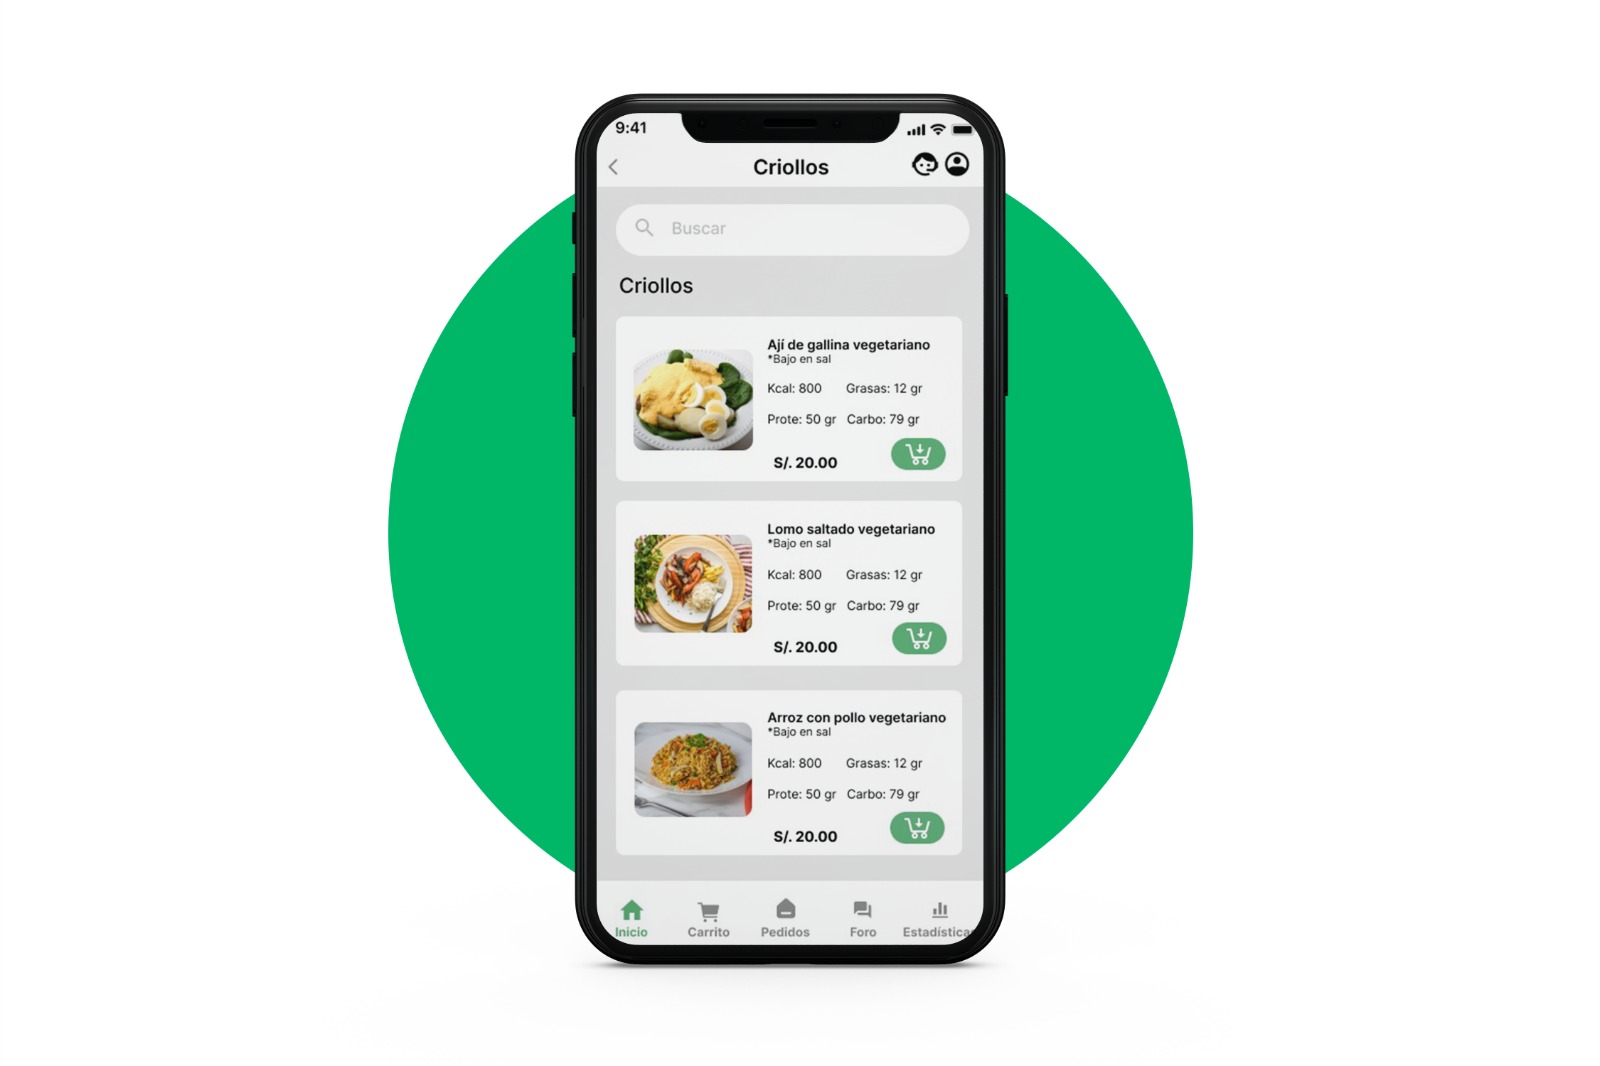 9:41
Criollos
Buscar
Criollos
Ají de gallina vegetariano
*Bajo en sal
Kcal: 800 Grasas: 12 gr
Prote: 50 gr Carbo: 79 gr
S/. 20.00
Lomo saltado vegetariano
*Bajo en sal
Kcal: 800 Grasas: 12 gr
Prote: 50 gr Carbo: 79 gr
S/. 20.00
Arroz con pollo vegetariano
*Bajo en sal
Kcal: 800 Grasas: 12 gr
Prote: 50 gr Carbo: 79 gr
S/. 20.00
Inicio Carrito Pedidos Foro Estadísticas